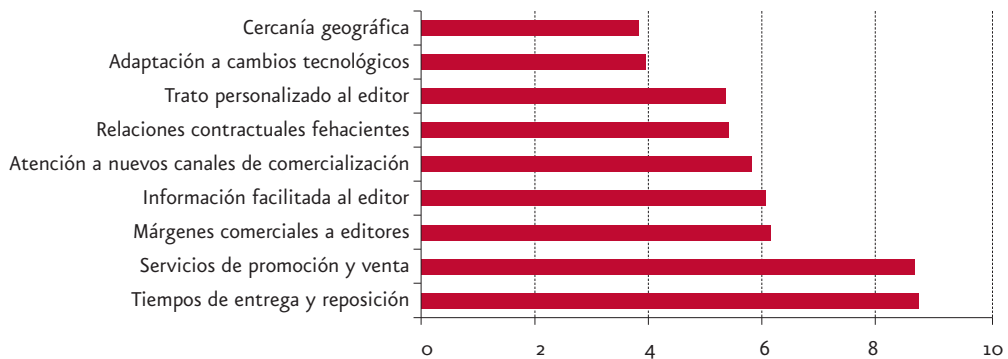 Cercanía geográfica
Adaptación a cambios tecnológicos
Trato personalizado al editor
Relaciones contractuales fehacientes
Atención a nuevos canales de comercialización
Información facilitada al editor
Márgenes comerciales a editores
Servicios de promoción y venta
Tiempos de entrega y reposición
0 2 4 6 8 10